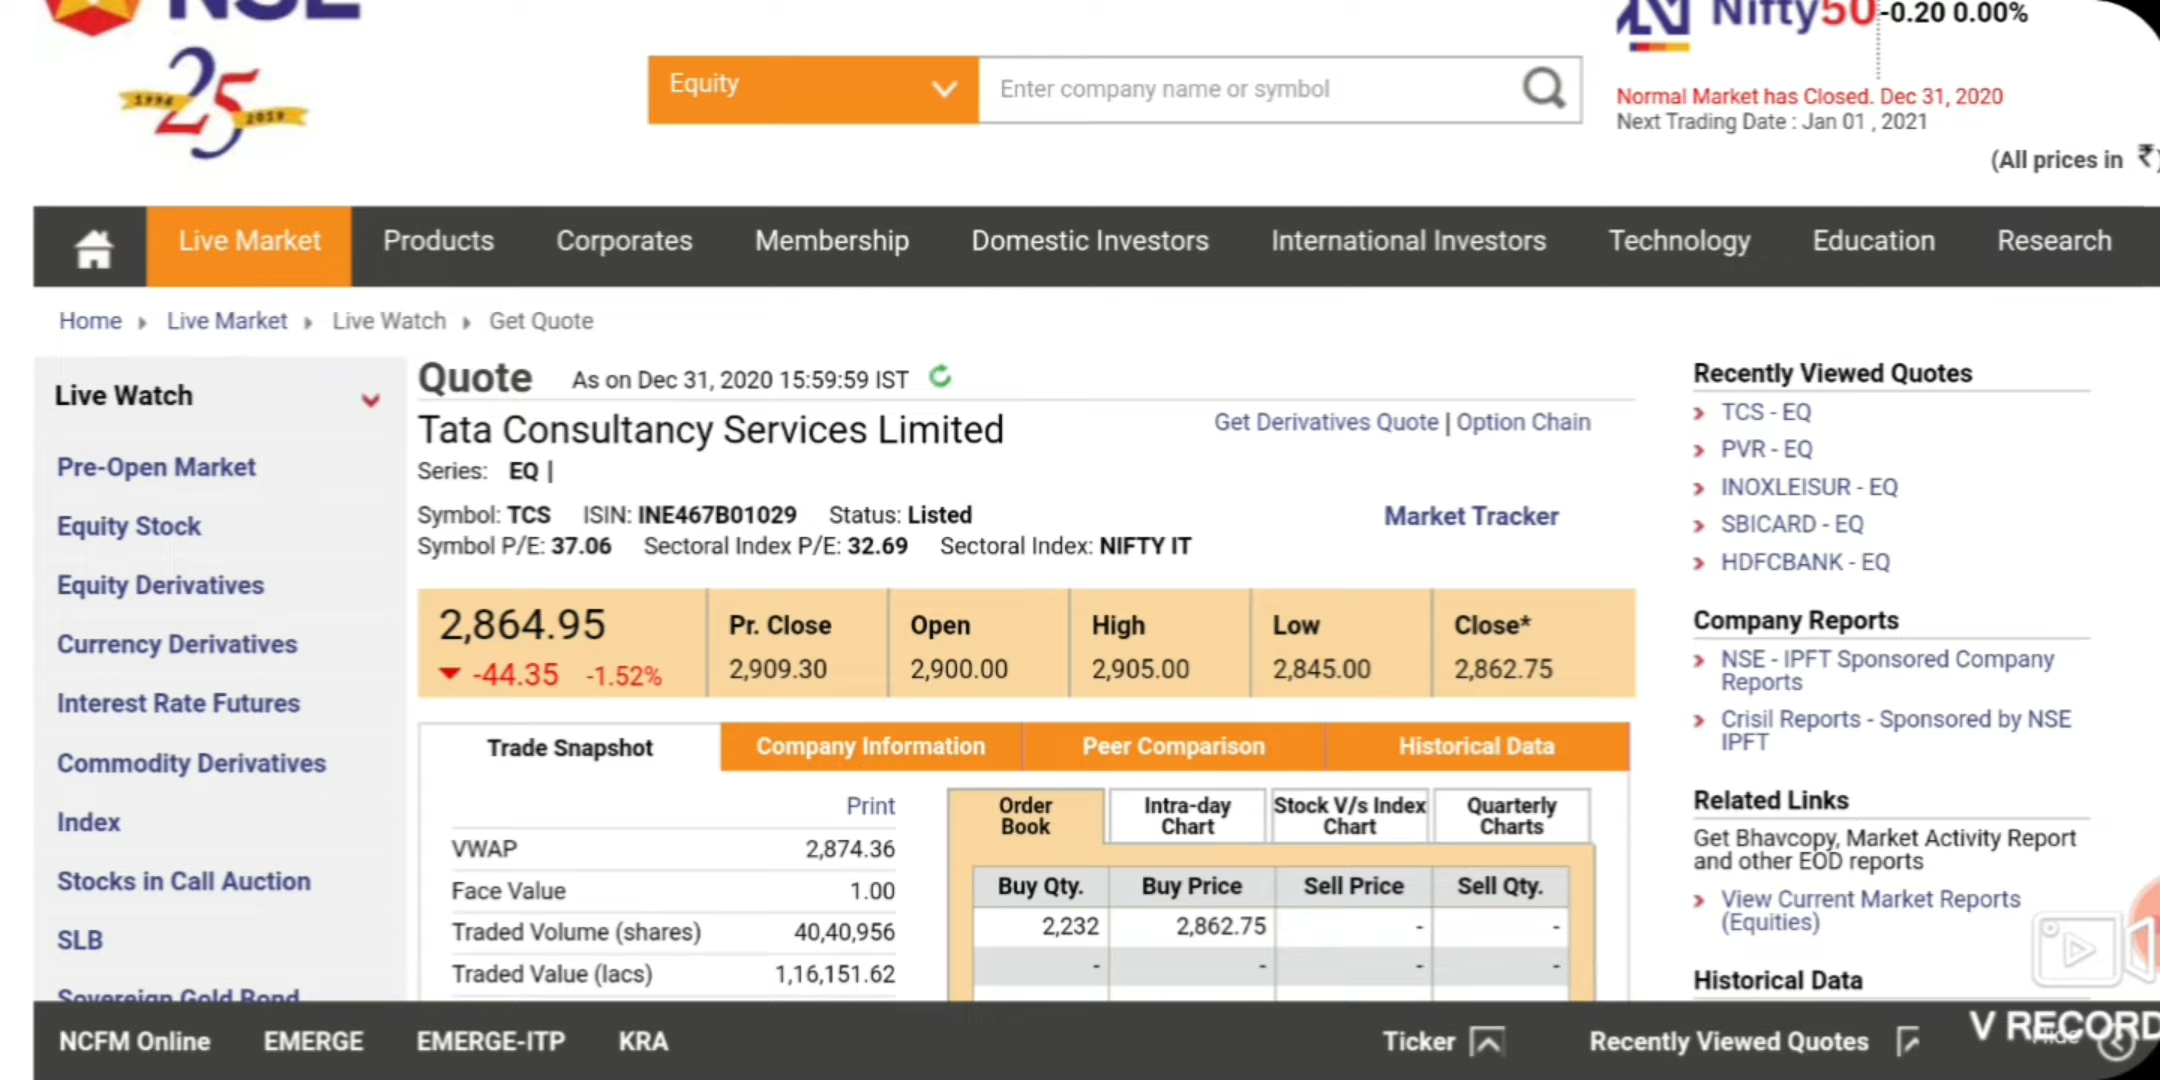 NSE
Nifty50
-0.20 0.00%
25
1994
2019
Equity
Enter company name or symbol
Normal Market has Closed. Dec 31, 2020
Next Trading Date : Jan 01 , 2021
(All prices in ₹)
Live Market
Products
Corporates
Membership
Domestic Investors
International Investors
Technology
Education
Research
Home
Live Market
Live Watch
Get Quote
Live Watch
Pre-Open Market
Equity Stock
Equity Derivatives
Currency Derivatives
Interest Rate Futures
Commodity Derivatives
Index
Stocks in Call Auction
SLB
Sovereign Gold Bond
Quote As on Dec 31, 2020 15:59:59 IST
Tata Consultancy Services Limited
Get Derivatives Quote | Option Chain
Series: EQ |
Symbol: TCS ISIN: INE467B01029 Status: Listed
Market Tracker
Symbol P/E: 37.06 Sectoral Index P/E: 32.69 Sectoral Index: NIFTY IT
2,864.95
-44.35 -1.52%
Pr. Close
2,909.30
Open
2,900.00
High
2,905.00
Low
2,845.00
Close*
2,862.75
Trade Snapshot
Company Information
Peer Comparison
Historical Data
Print
VWAP 2,874.36
Face Value 1.00
Traded Volume (shares) 40,40,956
Traded Value (lacs) 1,16,151.62
Order
Book
Intra-day
Chart
Stock V/s Index
Chart
Quarterly
Charts
Buy Qty. Buy Price Sell Price Sell Qty.
2,232 2,862.75 - -
- - - -
Recently Viewed Quotes
TCS - EQ
PVR - EQ
INOXLEISUR - EQ
SBICARD - EQ
HDFCBANK - EQ
Company Reports
NSE - IPFT Sponsored Company
Reports
Crisil Reports - Sponsored by NSE
IPFT
Related Links
Get Bhavcopy, Market Activity Report
and other EOD reports
View Current Market Reports
(Equities)
Historical Data
NCFM Online
EMERGE
EMERGE-ITP
KRA
Ticker
Recently Viewed Quotes
Hide
V RECORD